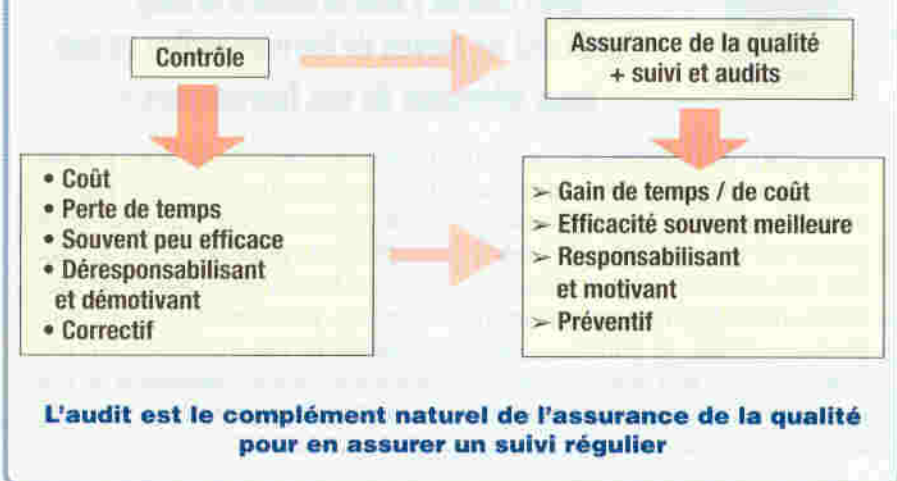 Contrôle
Assurance de la qualité
+ suivi et audits
• Coût
• Perte de temps
• Souvent peu efficace
• Déresponsabilisant
et démotivant
• Correctif
➢ Gain de temps / de coût
➢ Efficacité souvent meilleure
➢ Responsabilisant
et motivant
➢ Préventif
L'audit est le complément naturel de l'assurance de la qualité
pour en assurer un suivi régulier